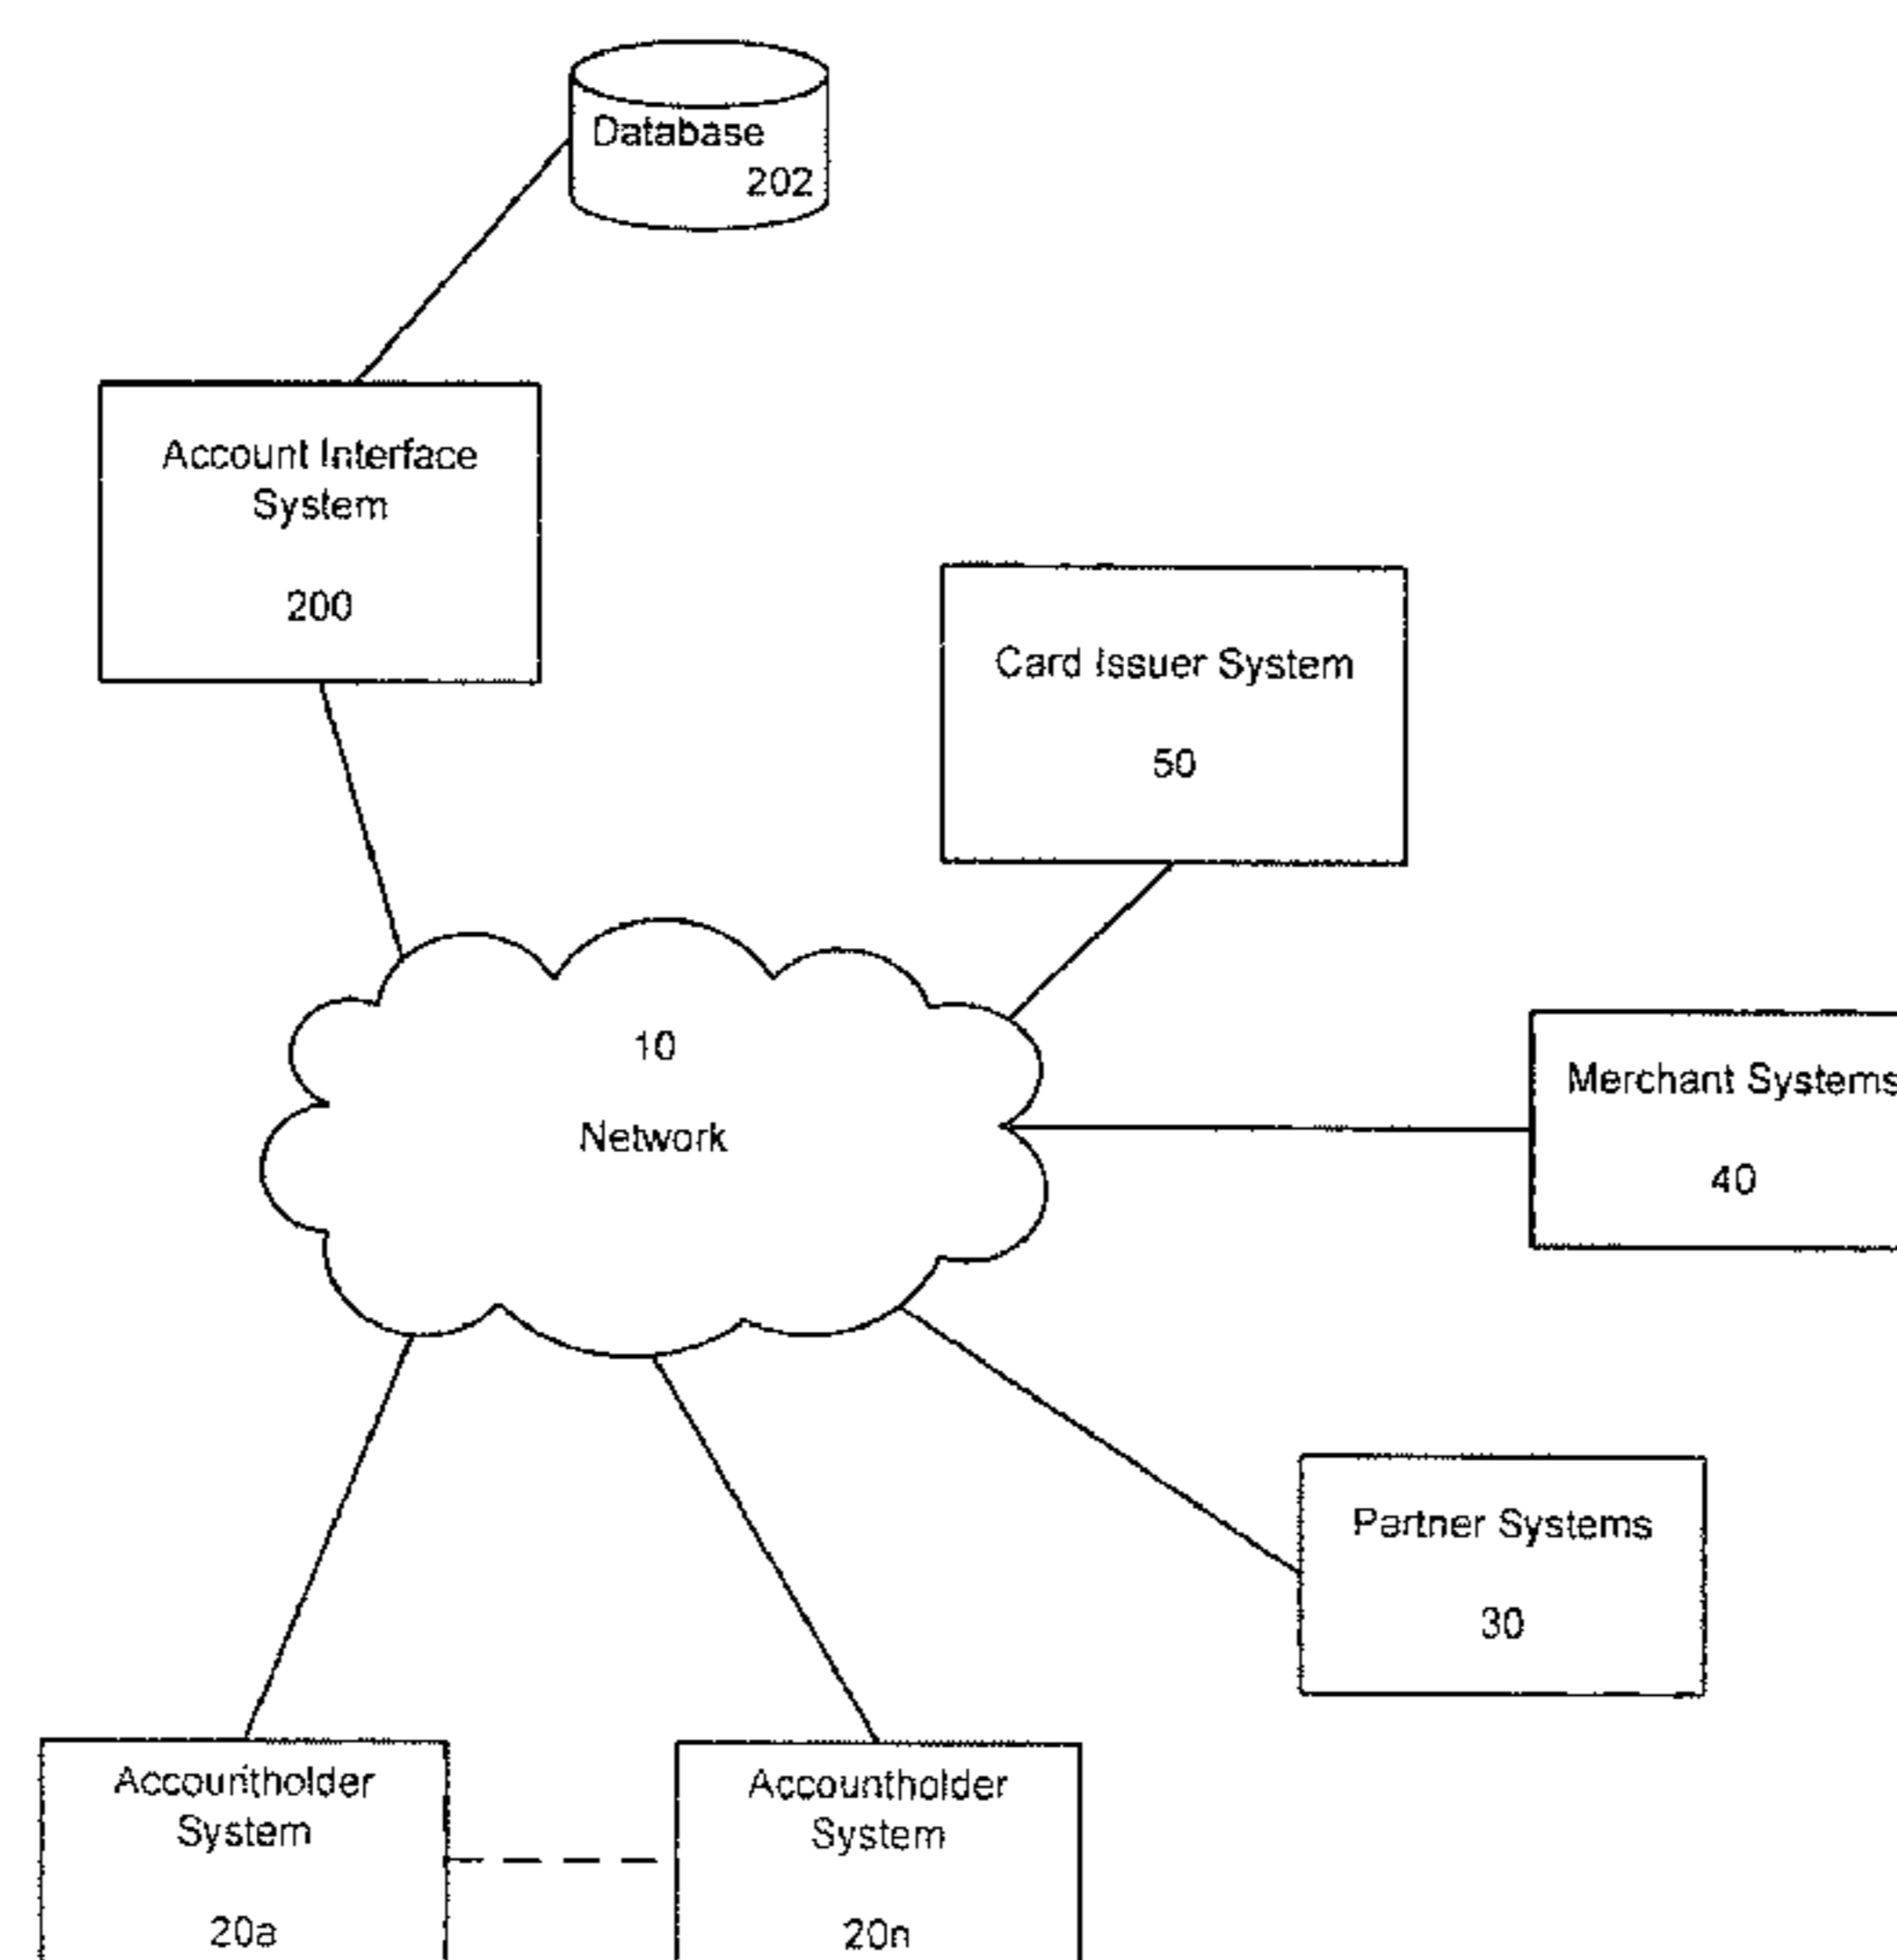 Database
202
Account Interface
System
200
Card Issuer System
50
10
Network
Merchant Systems
40
Partner Systems
30
Accountholder
System
20a
Accountholder
System
20n